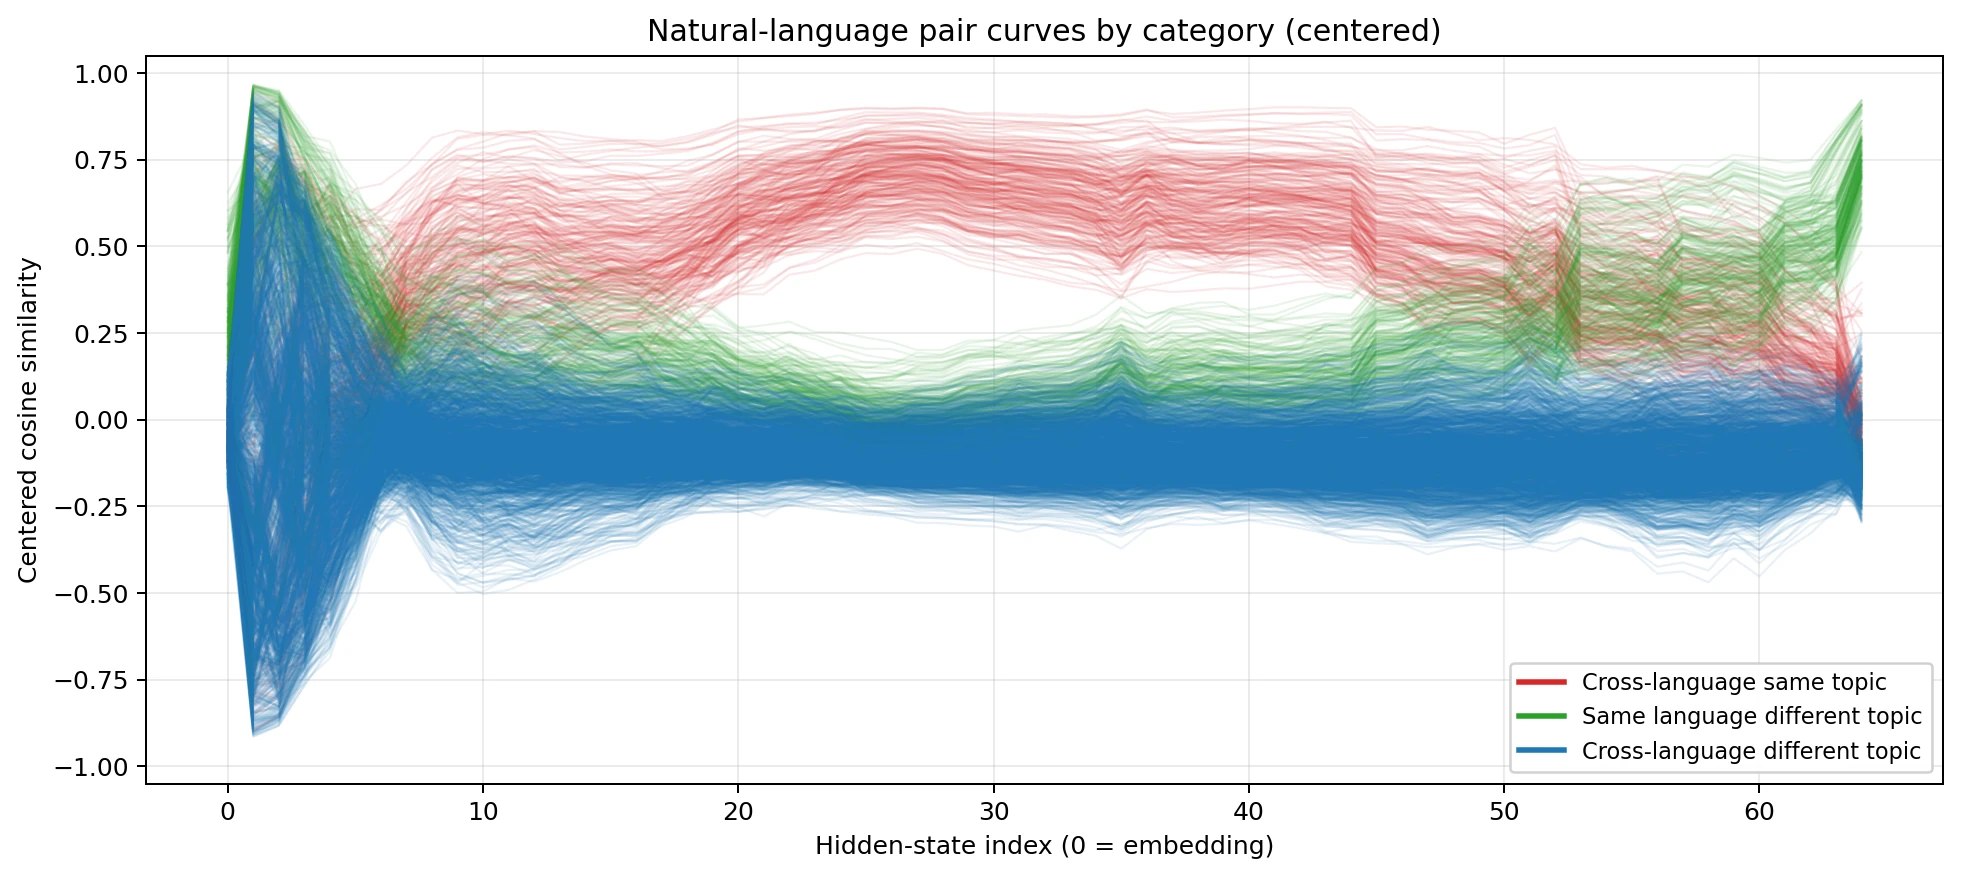 Natural-language pair curves by category (centered)
Centered cosine similarity
1.00
0.75
0.50
0.25
0.00
−0.25
−0.50
−0.75
−1.00
Cross-language same topic
Same language different topic
Cross-language different topic
0 10 20 30 40 50 60
Hidden-state index (0 = embedding)